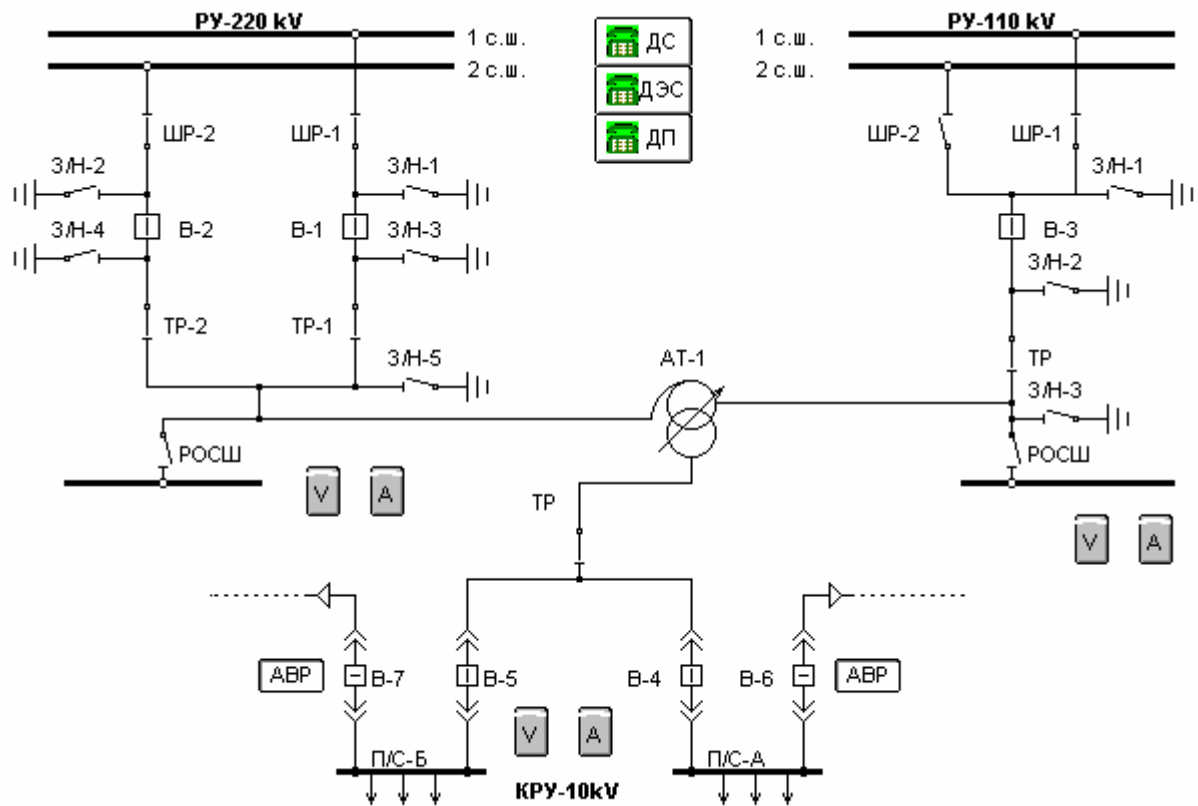 РУ-220 kV
РУ-110 kV
1 с.ш.
2 с.ш.
ДС
ДЭС
ДП
1 с.ш.
2 с.ш.
ШР-2
ШР-1
ШР-2
ШР-1
З/Н-2
З/Н-1
З/Н-1
З/Н-4
В-2
В-1
З/Н-3
В-3
З/Н-2
ТР-2
ТР-1
З/Н-5
АТ-1
ТР
З/Н-3
РОСШ
РОСШ
V
A
ТР
V
A
АВР
В-7
В-5
В-4
В-6
АВР
V
A
П/С-Б
П/С-А
КРУ-10kV